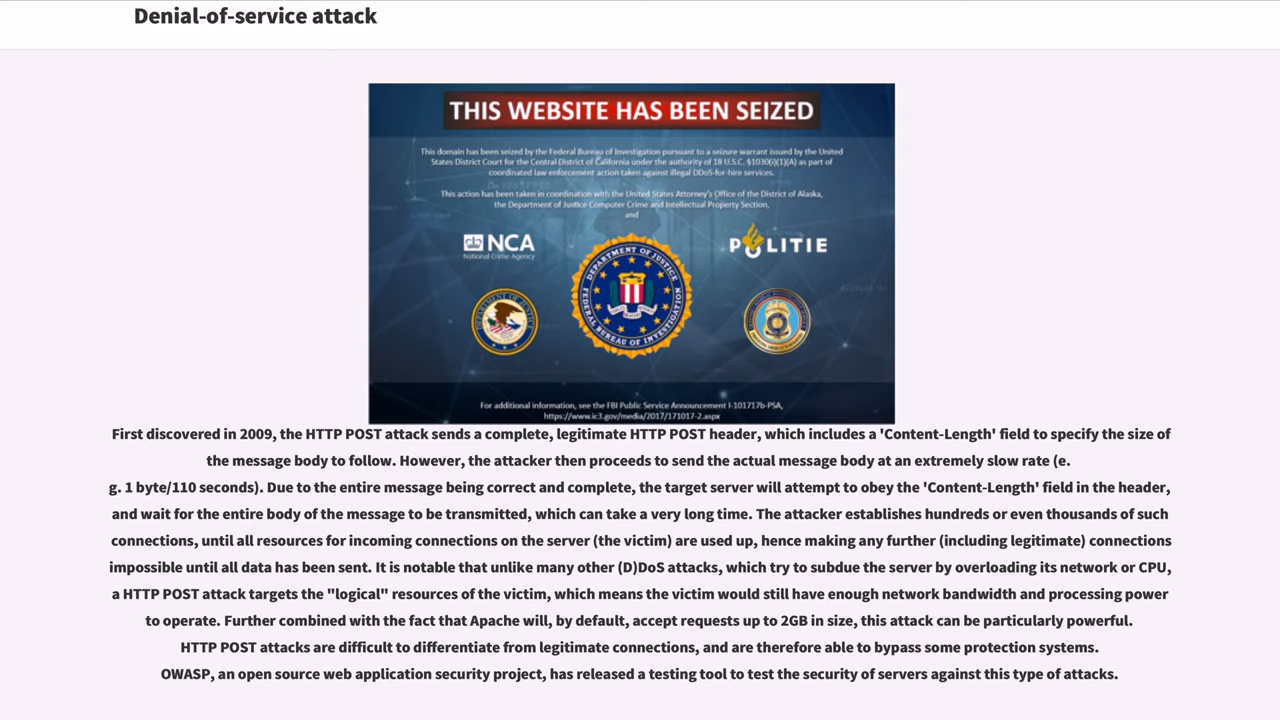 Denial-of-service attack
THIS WEBSITE HAS BEEN SEIZED
This domain has been seized by the Federal Bureau of Investigation pursuant to a seizure warrant issued by the United
States District Court for the Central District of California under the authority of 18 U.S.C. §1030(i)(1)(A) as part of
coordinated law enforcement action taken against illegal DDoS-for-hire services.
This action has been taken in coordination with the United States Attorney's Office of the District of Alaska,
the Department of Justice Computer Crime and Intellectual Property Section,
and
NCA
National Crime Agency
POLITIE
DEPARTMENT OF JUSTICE
FEDERAL BUREAU OF INVESTIGATION
For additional information, see the FBI Public Service Announcement I-101717b-PSA,
https://www.ic3.gov/media/2017/171017-2.aspx
First discovered in 2009, the HTTP POST attack sends a complete, legitimate HTTP POST header, which includes a 'Content-Length' field to specify the size of
the message body to follow. However, the attacker then proceeds to send the actual message body at an extremely slow rate (e.
g. 1 byte/110 seconds). Due to the entire message being correct and complete, the target server will attempt to obey the 'Content-Length' field in the header,
and wait for the entire body of the message to be transmitted, which can take a very long time. The attacker establishes hundreds or even thousands of such
connections, until all resources for incoming connections on the server (the victim) are used up, hence making any further (including legitimate) connections
impossible until all data has been sent. It is notable that unlike many other (D)DoS attacks, which try to subdue the server by overloading its network or CPU,
a HTTP POST attack targets the "logical" resources of the victim, which means the victim would still have enough network bandwidth and processing power
to operate. Further combined with the fact that Apache will, by default, accept requests up to 2GB in size, this attack can be particularly powerful.
HTTP POST attacks are difficult to differentiate from legitimate connections, and are therefore able to bypass some protection systems.
OWASP, an open source web application security project, has released a testing tool to test the security of servers against this type of attacks.